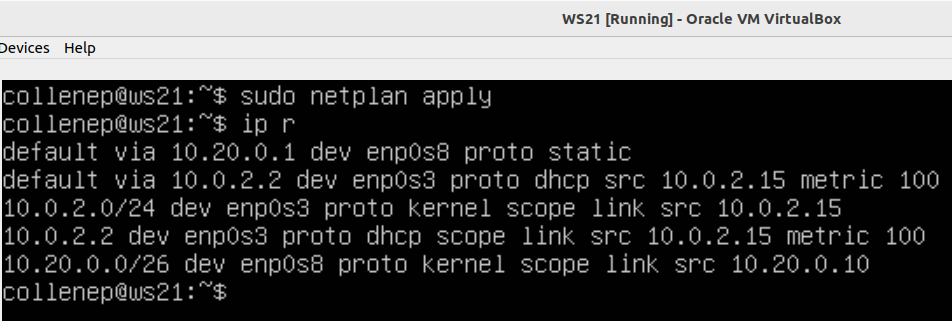 WS21 [Running] - Oracle VM VirtualBox
Devices Help
collenep@ws21:~$ sudo netplan apply
collenep@ws21:~$ ip r
default via 10.20.0.1 dev enp0s8 proto static
default via 10.0.2.2 dev enp0s3 proto dhcp src 10.0.2.15 metric 100
10.0.2.0/24 dev enp0s3 proto kernel scope link src 10.0.2.15
10.0.2.2 dev enp0s3 proto dhcp scope link src 10.0.2.15 metric 100
10.20.0.0/26 dev enp0s8 proto kernel scope link src 10.20.0.10
collenep@ws21:~$